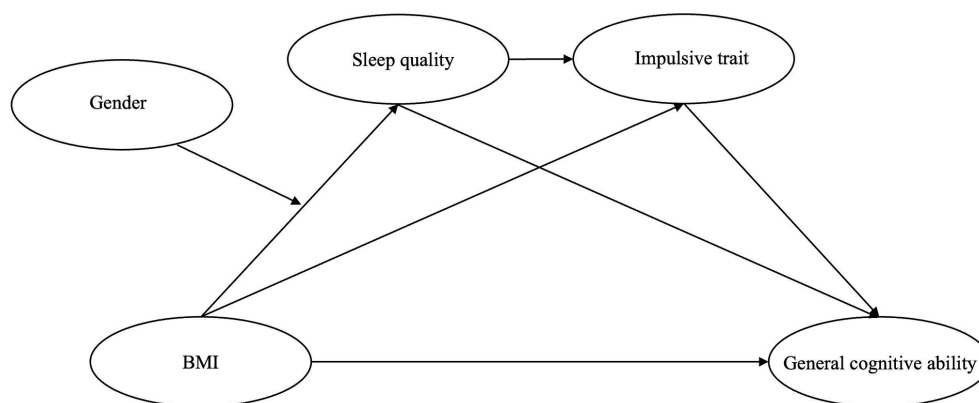 Sleep quality
Impulsive trait
Gender
BMI
General cognitive ability